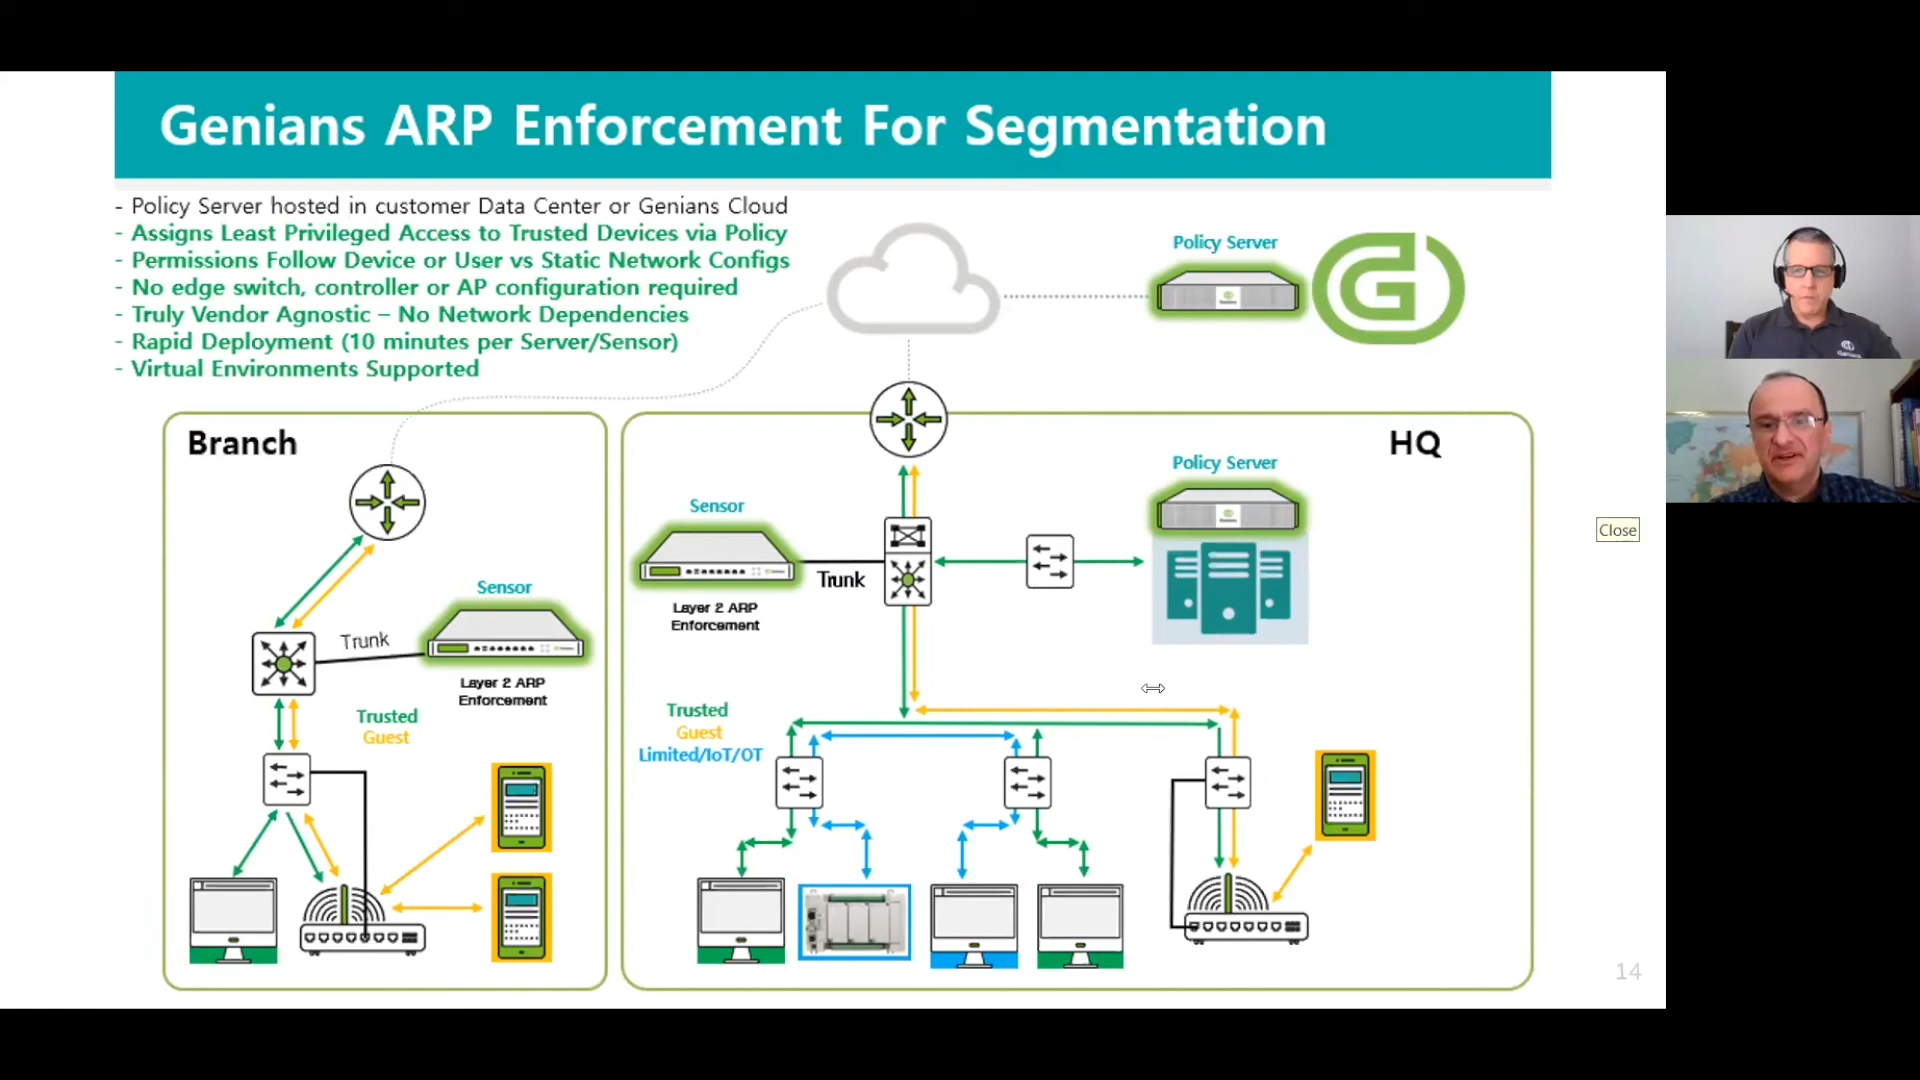 Genians ARP Enforcement For Segmentation
- Policy Server hosted in customer Data Center or Genians Cloud
- Assigns Least Privileged Access to Trusted Devices via Policy
- Permissions Follow Device or User vs Static Network Configs
- No edge switch, controller or AP configuration required
- Truly Vendor Agnostic – No Network Dependencies
- Rapid Deployment (10 minutes per Server/Sensor)
- Virtual Environments Supported
Policy Server
Branch
Sensor
Trunk
Layer 2 ARP
Enforcement
Trusted
Guest
HQ
Policy Server
Sensor
Trunk
Layer 2 ARP
Enforcement
Trusted
Guest
Limited/IoT/OT
Close
14